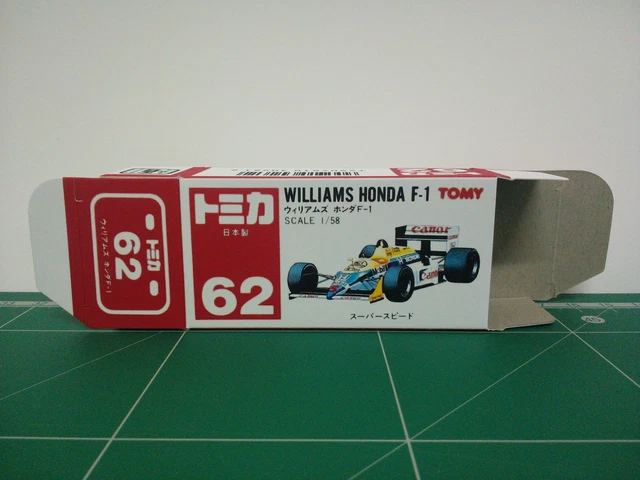 トミカ
62
ウィリアムズ ホンダF-1
トミカ
日本製
62
WILLIAMS HONDA F-1
TOMY
ウィリアムズ ホンダF-1
SCALE 1/58
Canon
Canon
スーパースピード